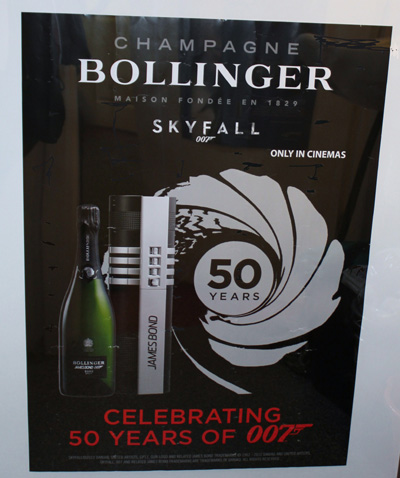 CHAMPAGNE
BOLLINGER
MAISON FONDÉE EN 1829
SKYFALL
007
ONLY IN CINEMAS
50
YEARS
JAMES BOND
BOLLINGER
007
CELEBRATING
50 YEARS OF 007